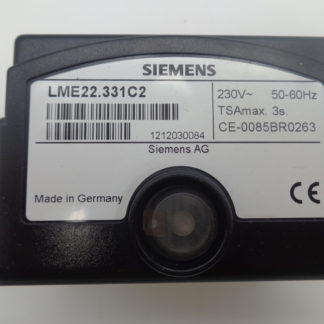 SIEMENS
LME22.331C2
230V~ 50-60Hz
TSAmax. 3s.
CE-0085BR0263
1212030084
Siemens AG
Made in Germany
CE